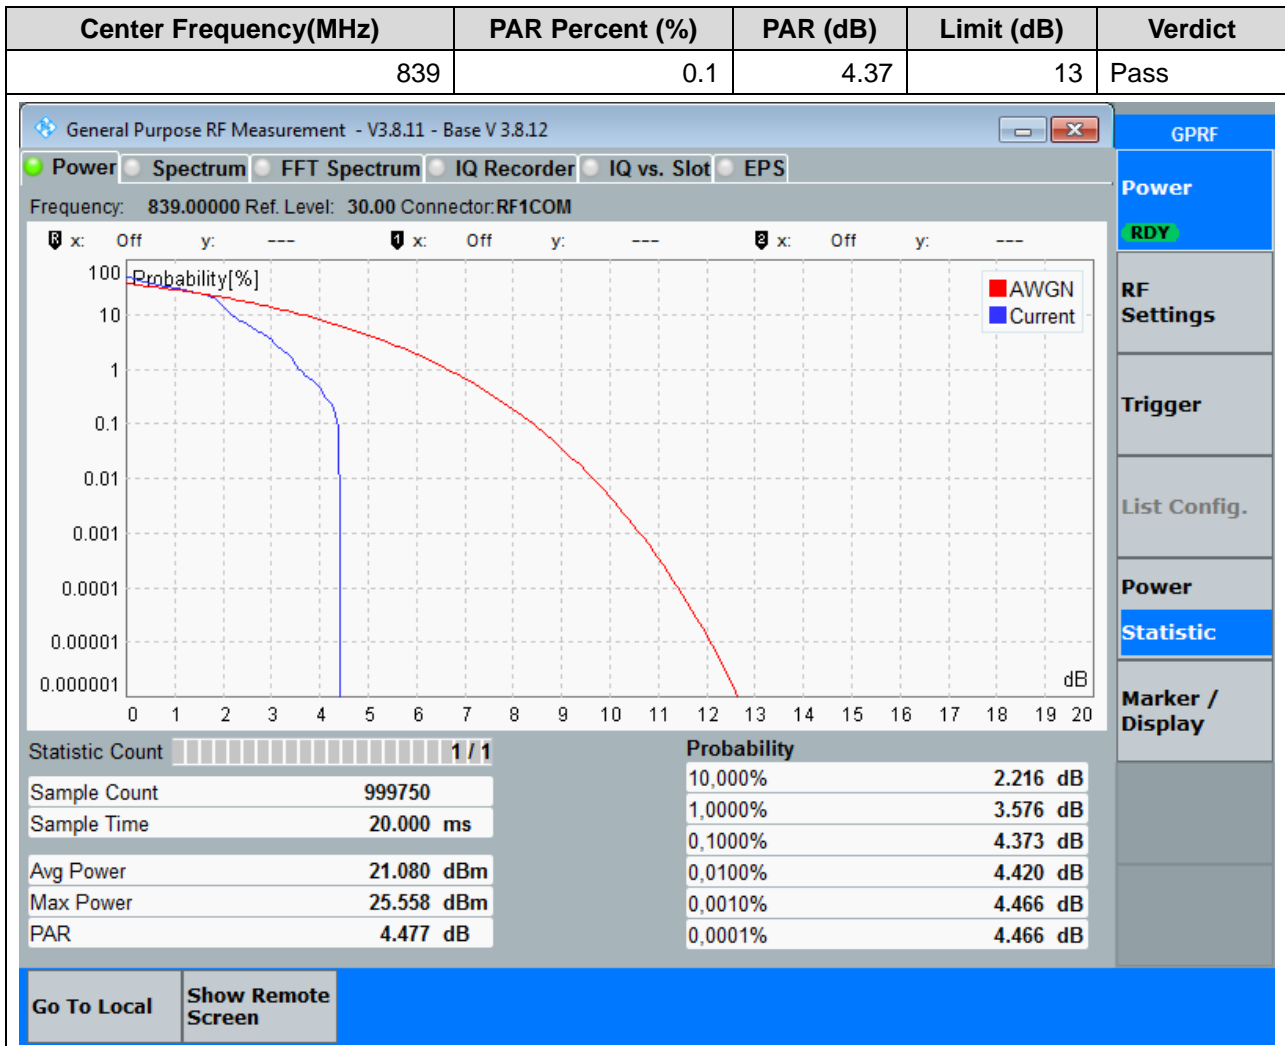 Center Frequency(MHz) PAR Percent (%) PAR (dB) Limit (dB) Verdict
839 0.1 4.37 13 Pass
General Purpose RF Measurement - V3.8.11 - Base V 3.8.12
GPRF
Power Spectrum FFT Spectrum IQ Recorder IQ vs. Slot EPS
Frequency: 839.00000 Ref. Level: 30.00 Connector: RF1COM
R x: Off y: --- 1 x: Off y: --- 2 x: Off y: ---
Probability[%]
100
10
1
0.1
0.01
0.001
0.0001
0.00001
0.000001
AWGN
Current
dB
0 1 2 3 4 5 6 7 8 9 10 11 12 13 14 15 16 17 18 19 20
Statistic Count 1 / 1
Sample Count 999750
Sample Time 20.000 ms
Avg Power 21.080 dBm
Max Power 25.558 dBm
PAR 4.477 dB
Probability
10,000% 2.216 dB
1,0000% 3.576 dB
0,1000% 4.373 dB
0,0100% 4.420 dB
0,0010% 4.466 dB
0,0001% 4.466 dB
Power
RDY
RF
Settings
Trigger
List Config.
Power
Statistic
Marker /
Display
Go To Local
Show Remote
Screen